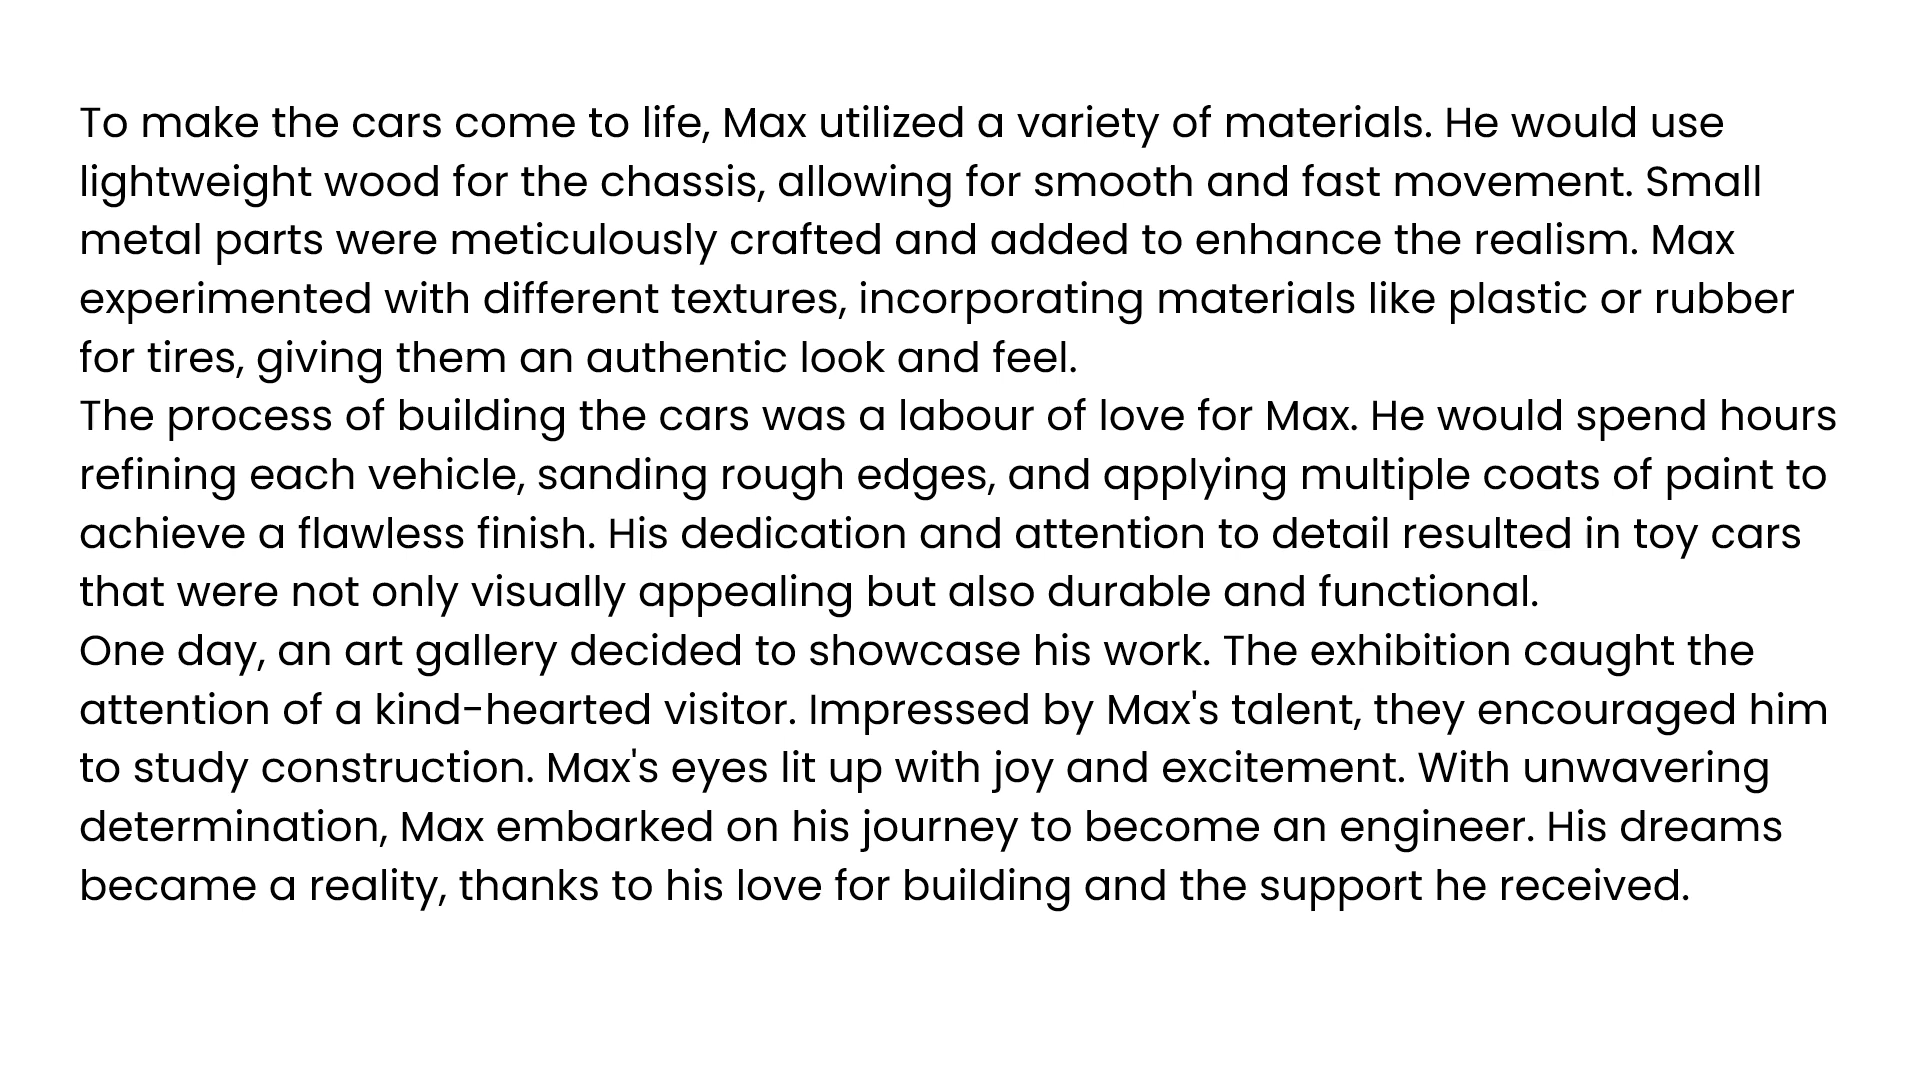 To make the cars come to life, Max utilized a variety of materials. He would use
lightweight wood for the chassis, allowing for smooth and fast movement. Small
metal parts were meticulously crafted and added to enhance the realism. Max
experimented with different textures, incorporating materials like plastic or rubber
for tires, giving them an authentic look and feel.
The process of building the cars was a labour of love for Max. He would spend hours
refining each vehicle, sanding rough edges, and applying multiple coats of paint to
achieve a flawless finish. His dedication and attention to detail resulted in toy cars
that were not only visually appealing but also durable and functional.
One day, an art gallery decided to showcase his work. The exhibition caught the
attention of a kind-hearted visitor. Impressed by Max's talent, they encouraged him
to study construction. Max's eyes lit up with joy and excitement. With unwavering
determination, Max embarked on his journey to become an engineer. His dreams
became a reality, thanks to his love for building and the support he received.